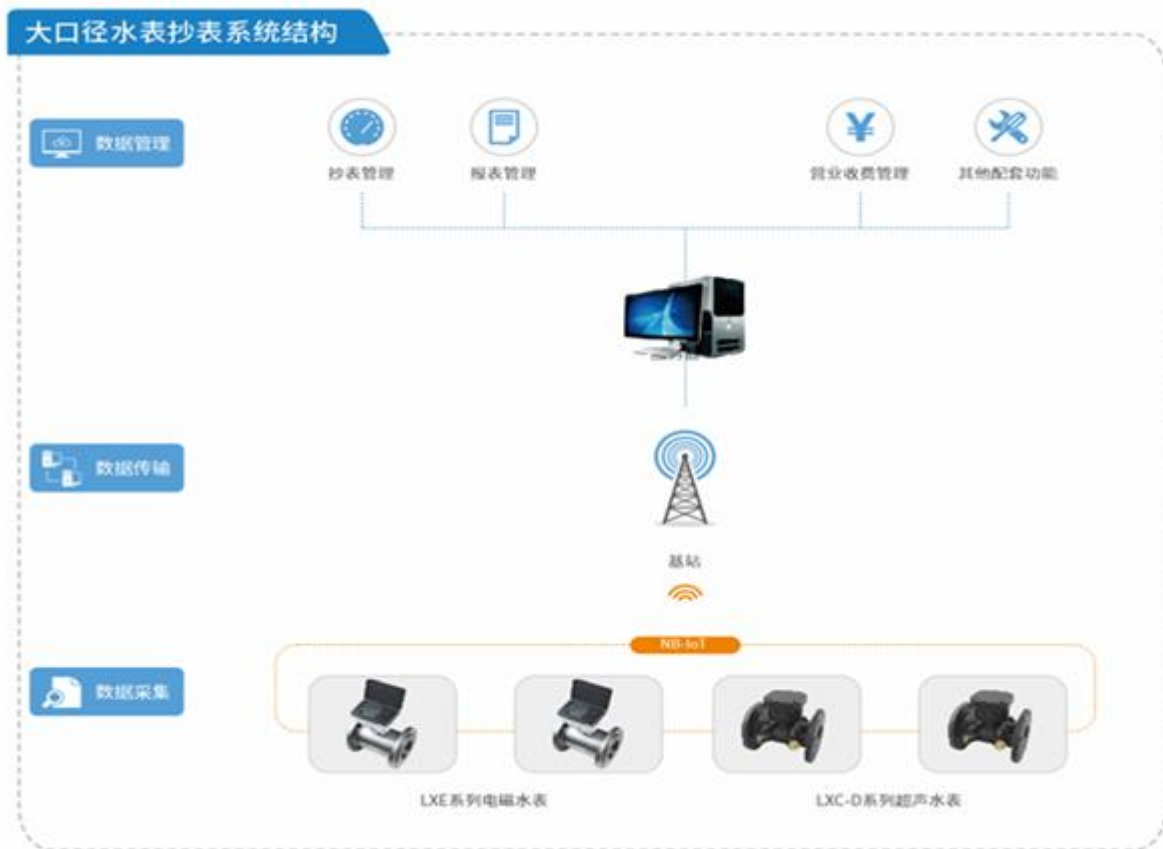 大口径水表抄表系统结构
数据管理
抄表管理
报表管理
¥
营业收费管理
其他配套功能
数据传输
基站
NB-IoT
数据采集
LXE系列电磁水表
LXC-D系列超声水表